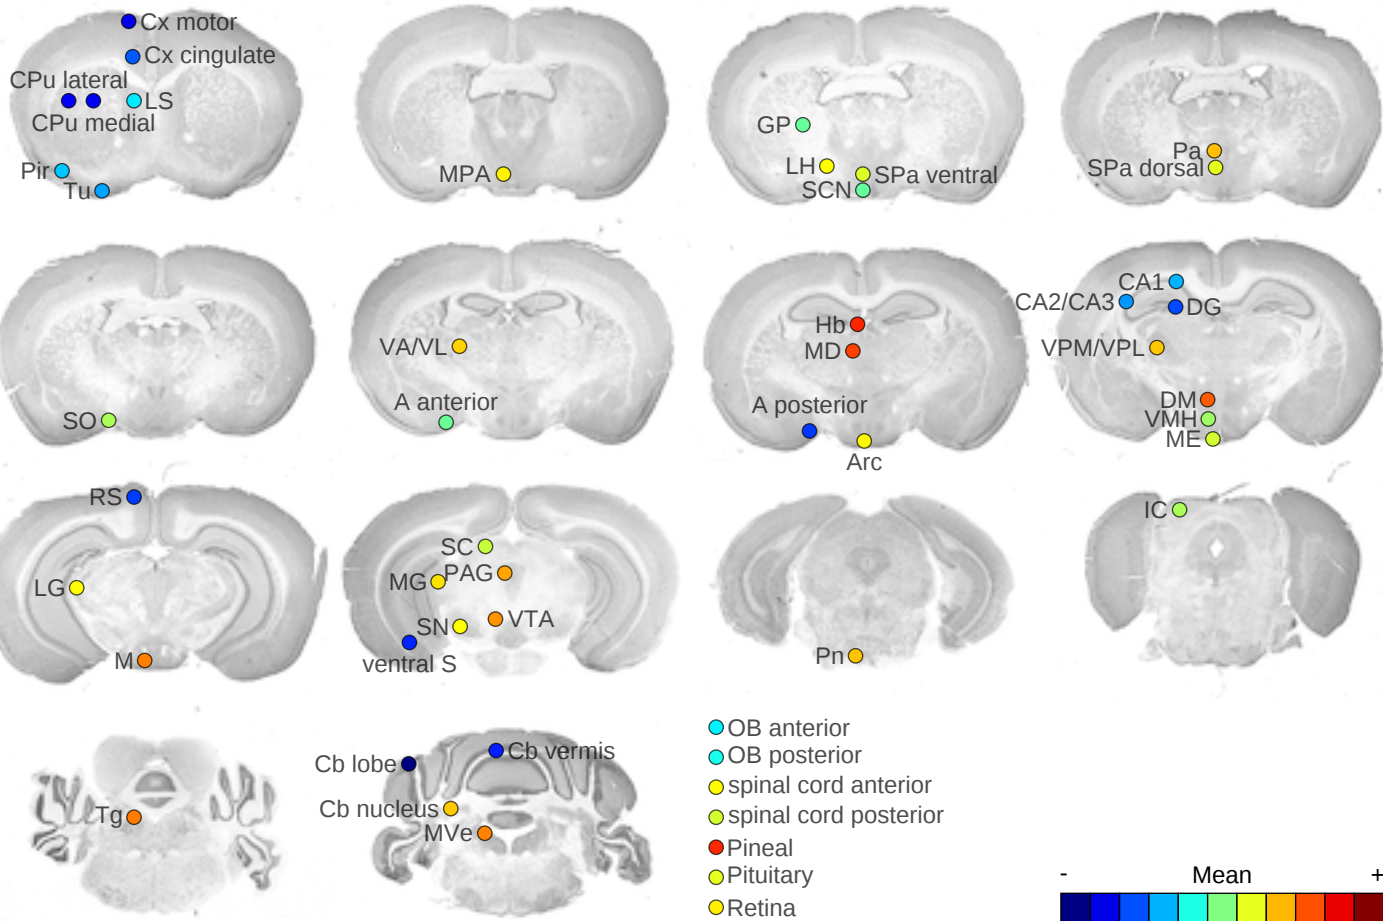 Cx motor
Cx cingulate
CPu lateral
LS
CPu medial
Pir
Tu
MPA
GP
LH
SPa ventral
SCN
Pa
SPa dorsal
SO
VA/VL
A anterior
Hb
MD
A posterior
Arc
CA1
CA2/CA3
DG
VPM/VPL
DM
VMH
ME
RS
LG
M
SC
MG
PAG
SN
VTA
ventral S
Pn
IC
Tg
Cb lobe
Cb vermis
Cb nucleus
MVe
OB anterior
OB posterior
spinal cord anterior
spinal cord posterior
Pineal
Pituitary
Retina
- Mean +